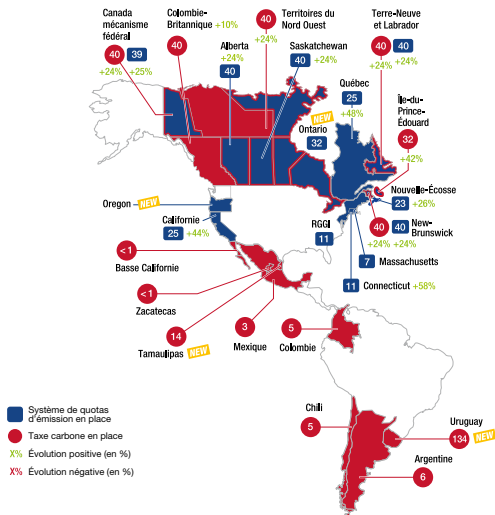 Canada
mécanisme
fédéral
40
39
+24%
+25%
Colombie-
Britannique +10%
40
Alberta
+24%
40
Territoires du
Nord Ouest
40
+24%
Saskatchewan
40
+24%
Terre-Neuve
et Labrador
40
40
+24%
+24%
Québec
25
+48%
NEW
Ontario
32
Île-du-
Prince-
Édouard
32
+42%
Nouvelle-Écosse
23 +26%
40
40
New-
Brunswick
+24%
+24%
Oregon NEW
Californie
25 +44%
RGGI
11
7
Massachusetts
11 Connecticut +58%
< 1
Basse Californie
< 1
Zacatecas
14
Tamaulipas NEW
3
Mexique
5
Colombie
Chili
5
Uruguay
134 NEW
Argentine
6
Système de quotas
d'émission en place
Taxe carbone en place
X% Évolution positive (en %)
X% Évolution négative (en %)